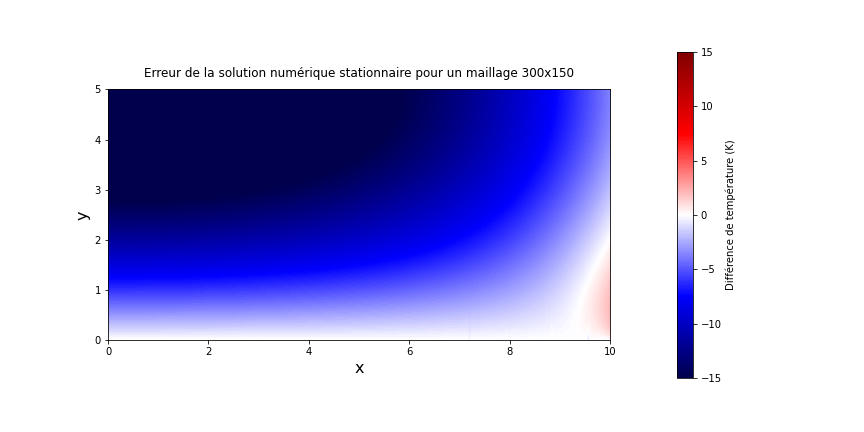 Erreur de la solution numérique stationnaire pour un maillage 300x150
5
4
3
2
1
0
y
0 2 4 6 8 10
x
15
10
5
0
−5
−10
−15
Différence de température (K)